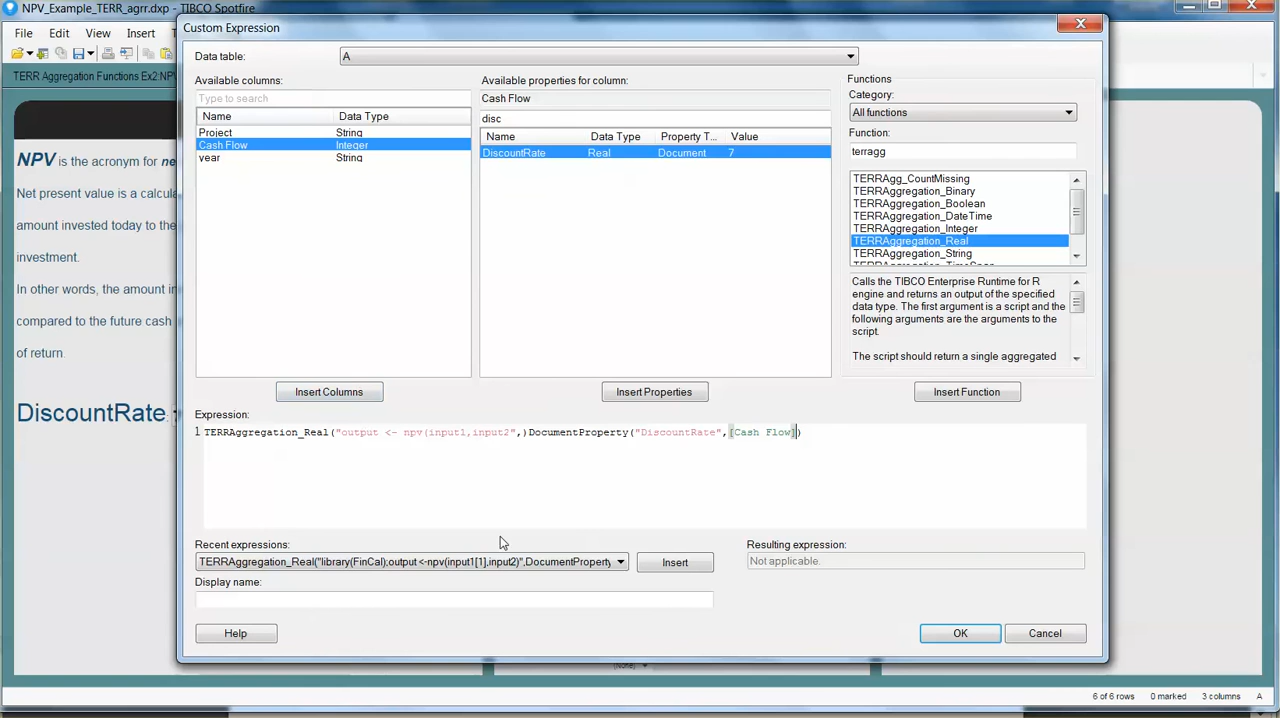 NPV_Example_TERR_agrr.dxp - TIBCO Spotfire
File Edit View Insert
TERR Aggregation Functions Ex2:NPV
NPV is the acronym for
Net present value is a calcula
amount invested today to the
investment.
In other words, the amount in
compared to the future cash
of return.
DiscountRate
Custom Expression
Data table: A
Available columns:
Type to search
Name Data Type
Project String
Cash Flow Integer
year String
Insert Columns
Available properties for column:
Cash Flow
disc
Name Data Type Property T... Value
DiscountRate Real Document 7
Insert Properties
Functions
Category:
All functions
Function:
terragg
TERRAgg_CountMissing
TERRAggregation_Binary
TERRAggregation_Boolean
TERRAggregation_DateTime
TERRAggregation_Integer
TERRAggregation_Real
TERRAggregation_String
TERRAggregation_TimeSpan
Calls the TIBCO Enterprise Runtime for R
engine and returns an output of the specified
data type. The first argument is a script and the
following arguments are the arguments to the
script.
The script should return a single aggregated
Insert Function
Expression:
1 TERRAggregation_Real("output <- npv(input1,input2",)DocumentProperty("DiscountRate",[Cash Flow])
Recent expressions:
TERRAggregation_Real("library(FinCal);output <-npv(input1[1],input2)",DocumentProperty
Insert
Resulting expression:
Not applicable.
Display name:
Help
OK
Cancel
(None)
6 of 6 rows 0 marked 3 columns A